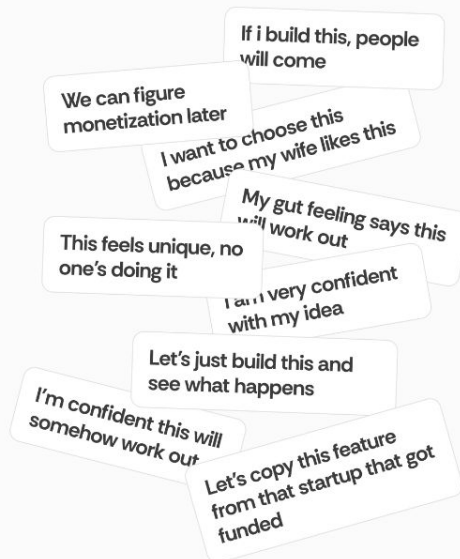 If i build this, people
will come
We can figure
monetization later
I want to choose this
because my wife likes this
My gut feeling says this
will work out
This feels unique, no
one's doing it
I am very confident
with my idea
Let's just build this and
see what happens
I'm confident this will
somehow work out
Let's copy this feature
from that startup that got
funded